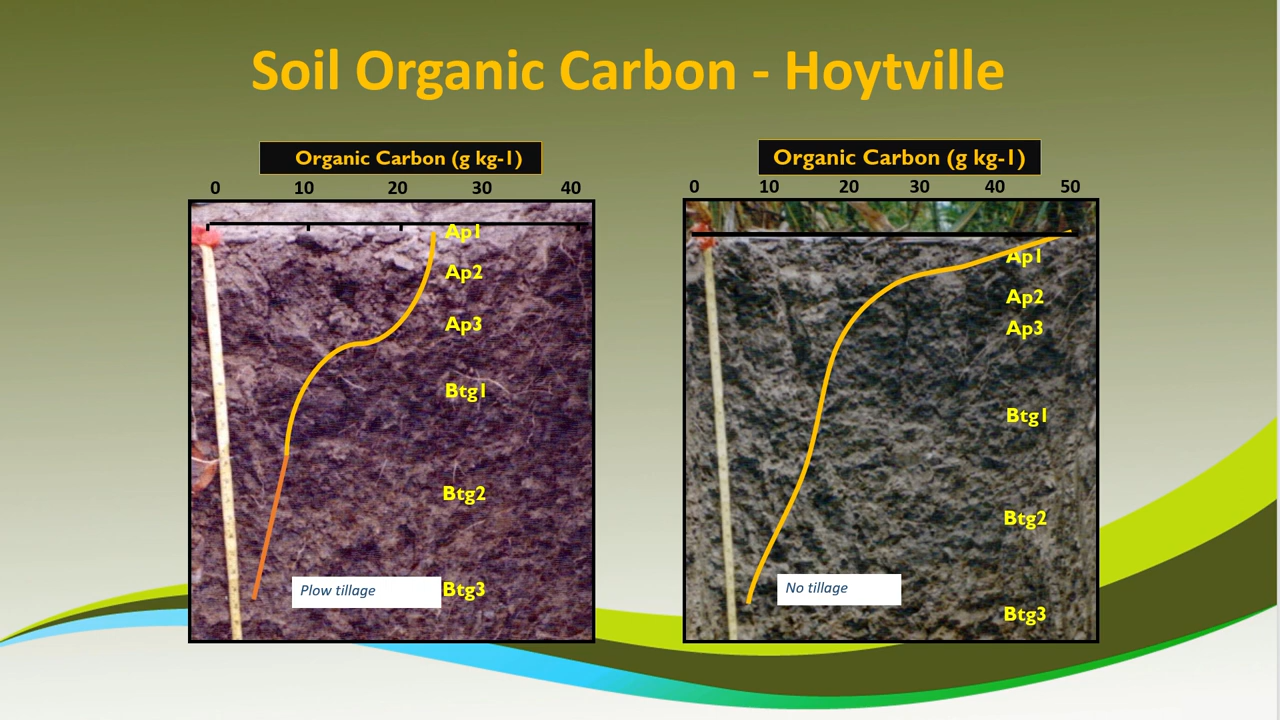 Soil Organic Carbon - Hoytville
Organic Carbon (g kg-1)
0 10 20 30 40
Ap1
Ap2
Ap3
Btg1
Btg2
Plow tillage
Btg3
Organic Carbon (g kg-1)
0 10 20 30 40 50
Ap1
Ap2
Ap3
Btg1
Btg2
No tillage
Btg3